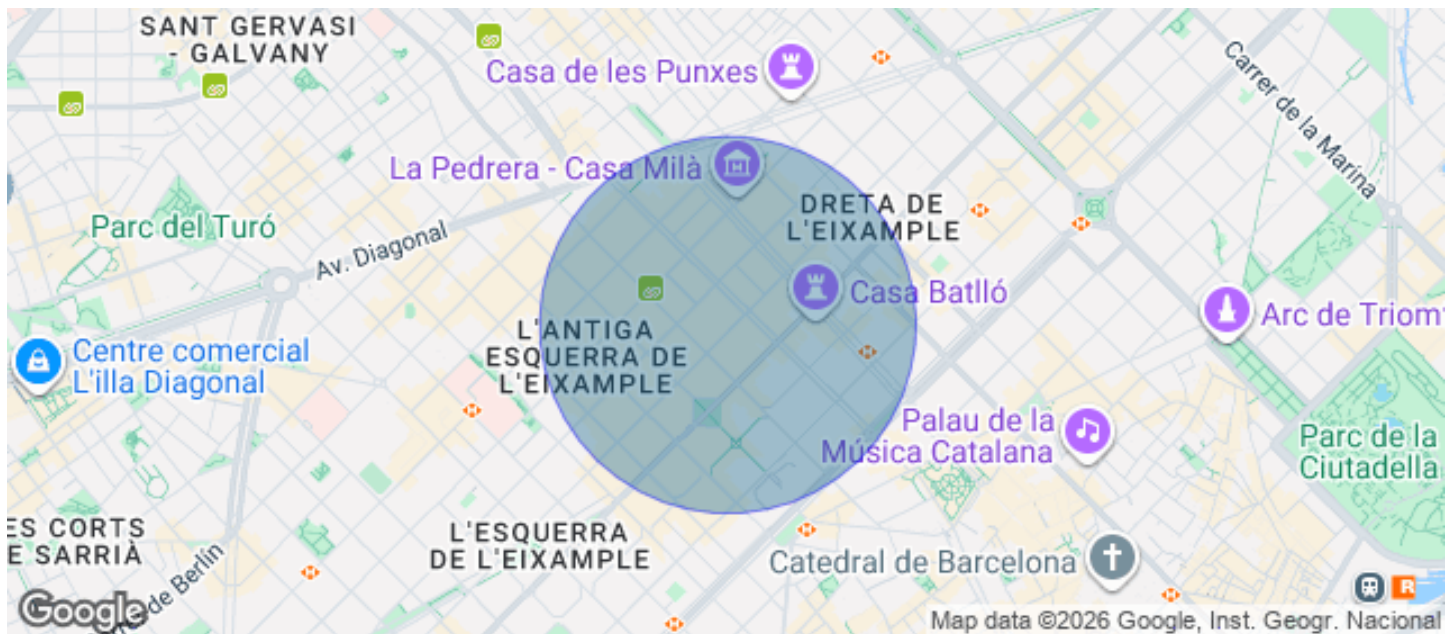 SANT GERVASI
- GALVANY
Casa de les Punxes
Carrer de la Marina
La Pedrera - Casa Milà
DRETA DE
L'EIXAMPLE
Parc del Turó
Av. Diagonal
Casa Batlló
Arc de Triom
L'ANTIGA
ESQUERRA DE
L'EIXAMPLE
Centre comercial
L'illa Diagonal
Palau de la
Música Catalana
Parc de la
Ciutadella
ES CORTS
E SARRIÀ
L'ESQUERRA
DE L'EIXAMPLE
Catedral de Barcelona
de Berlín
R
Google
Map data ©2026 Google, Inst. Geogr. Nacional